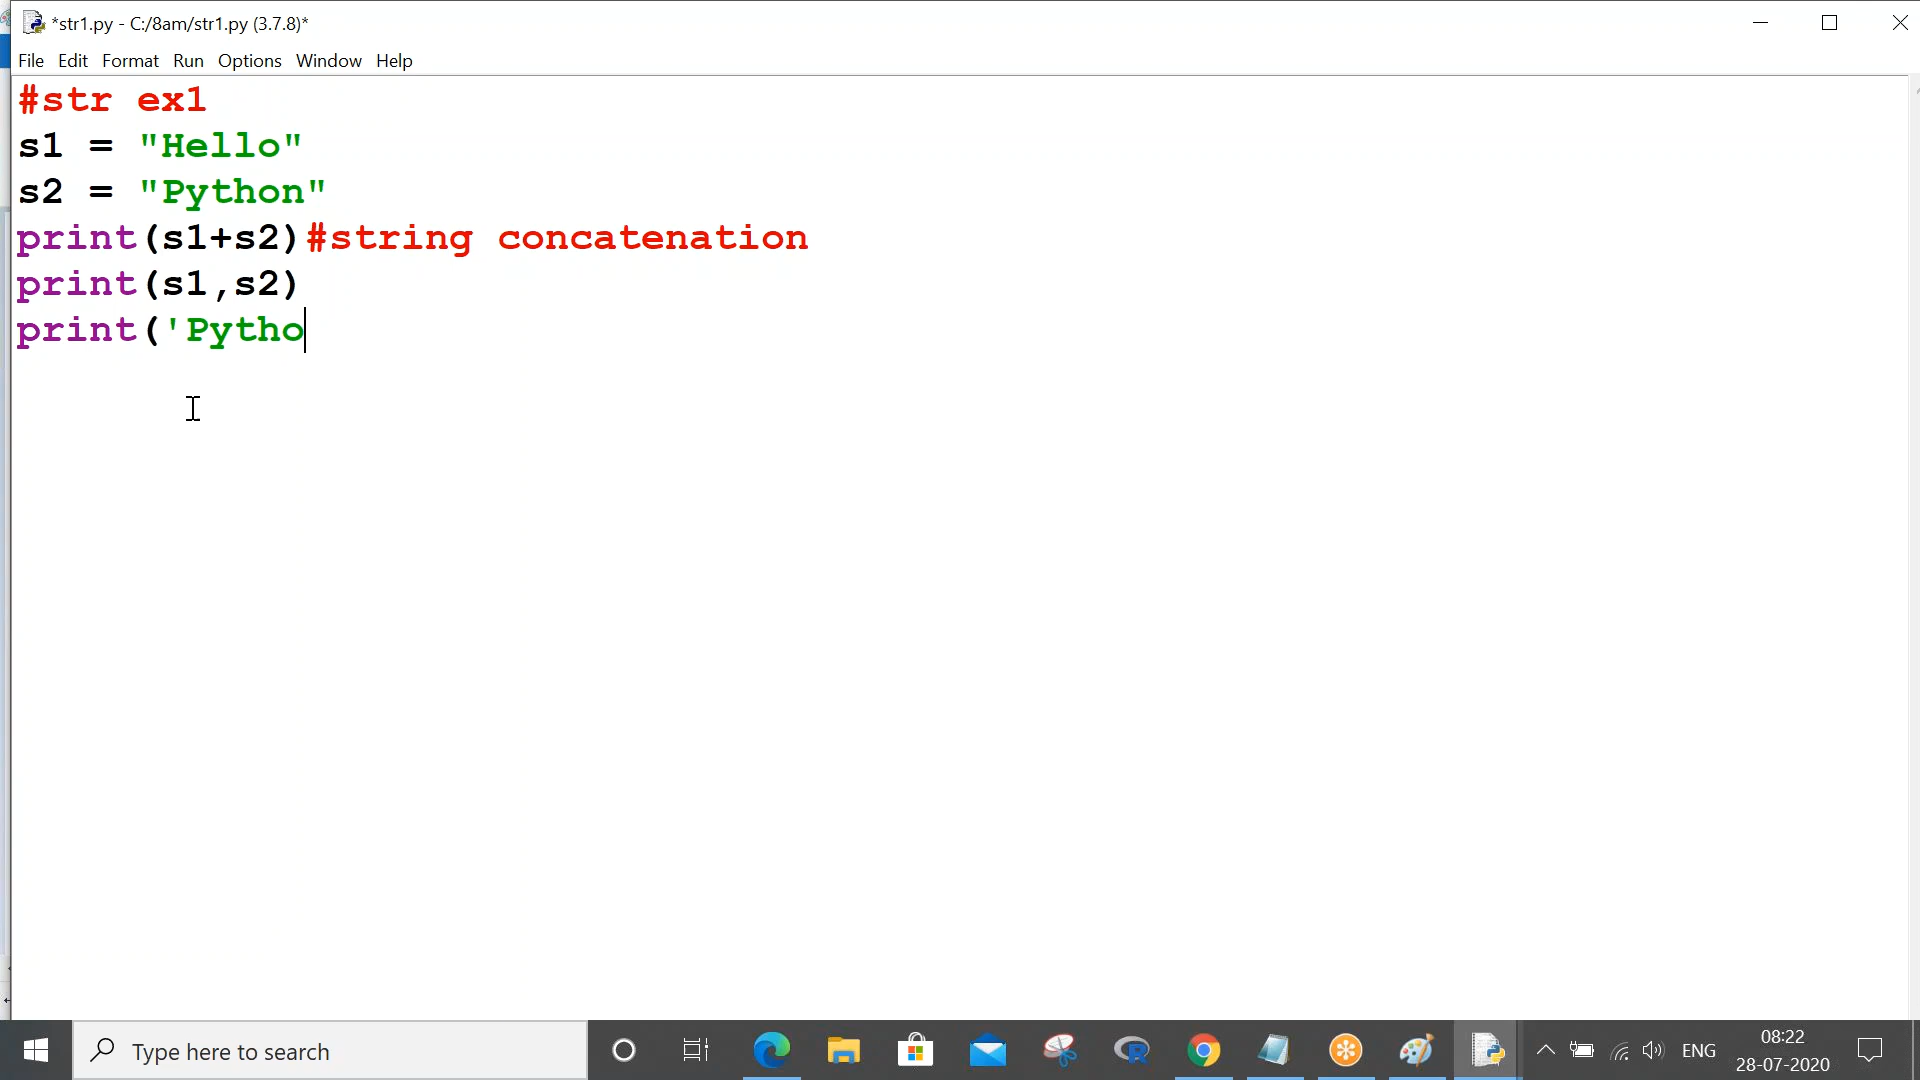 *str1.py - C:/8am/str1.py (3.7.8)*
File Edit Format Run Options Window Help
#str ex1
s1 = "Hello"
s2 = "Python"
print(s1+s2)#string concatenation
print(s1,s2)
print('Pytho
Type here to search
R
ENG
08:22
28-07-2020